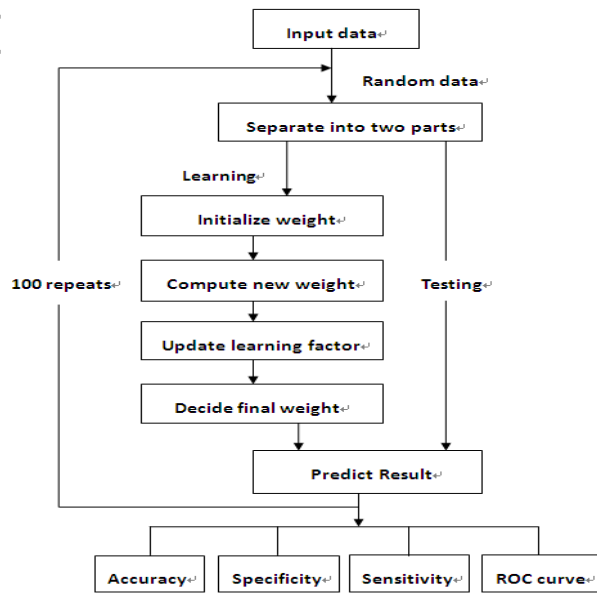 Input data
Random data
Separate into two parts
Learning
Initialize weight
100 repeats
Compute new weight
Testing
Update learning factor
Decide final weight
Predict Result
Accuracy
Specificity
Sensitivity
ROC curve